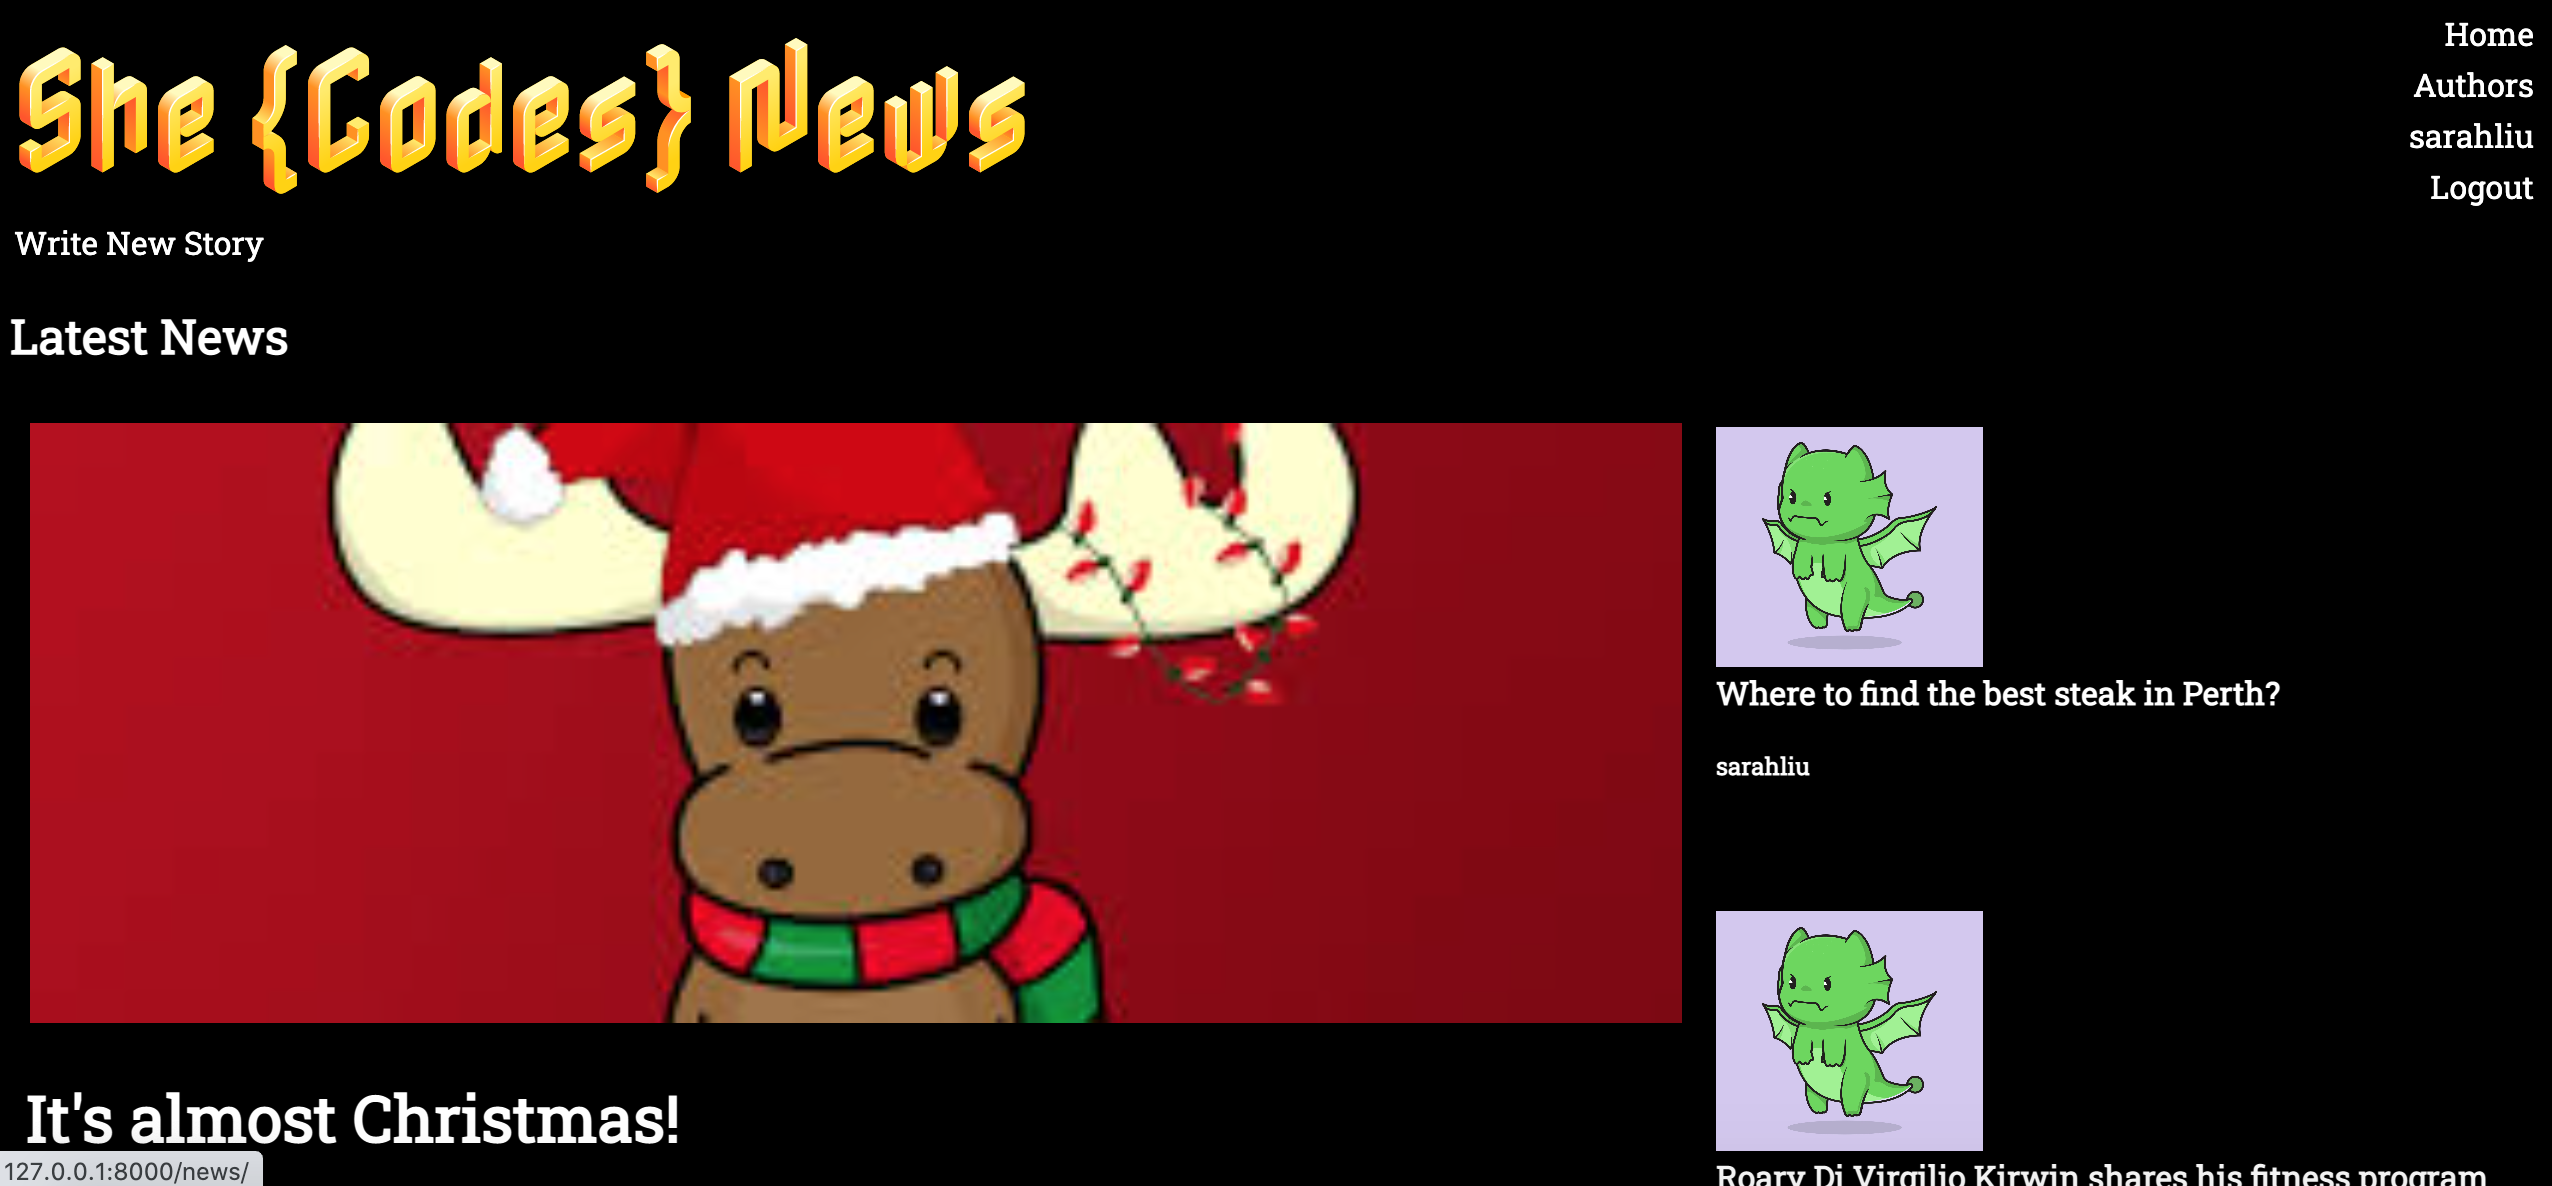 She {Codes} News
Home
Authors
sarahliu
Logout
Write New Story
Latest News
Where to find the best steak in Perth?
sarahliu
It's almost Christmas!
Roary Di Virgilio Kirwin shares his fitness program
127.0.0.1:8000/news/